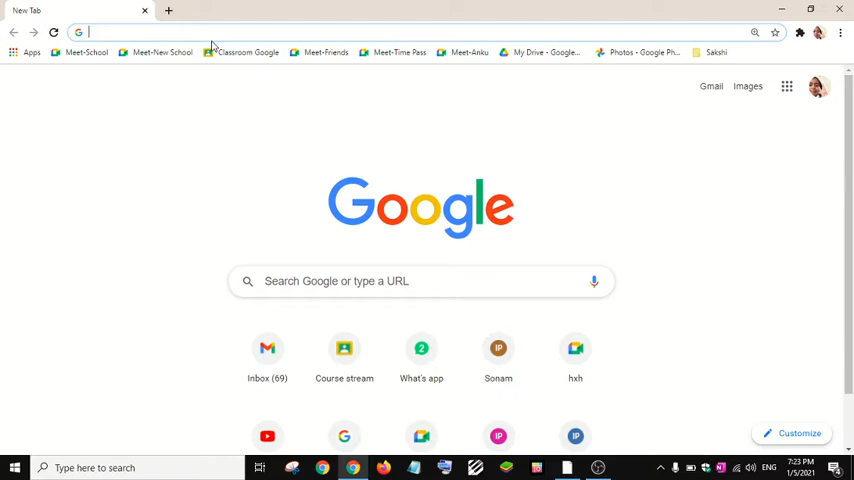 New Tab
Apps Meet-School Meet-New School Classroom Google Meet-Friends Meet-Time Pass Meet-Anku My Drive - Google... Photos - Google Ph... Sakshi
Gmail Images
Google
Search Google or type a URL
Inbox (69) Course stream What's app Sonam hxh
Customize
Type here to search
ENG
7:23 PM
1/5/2021